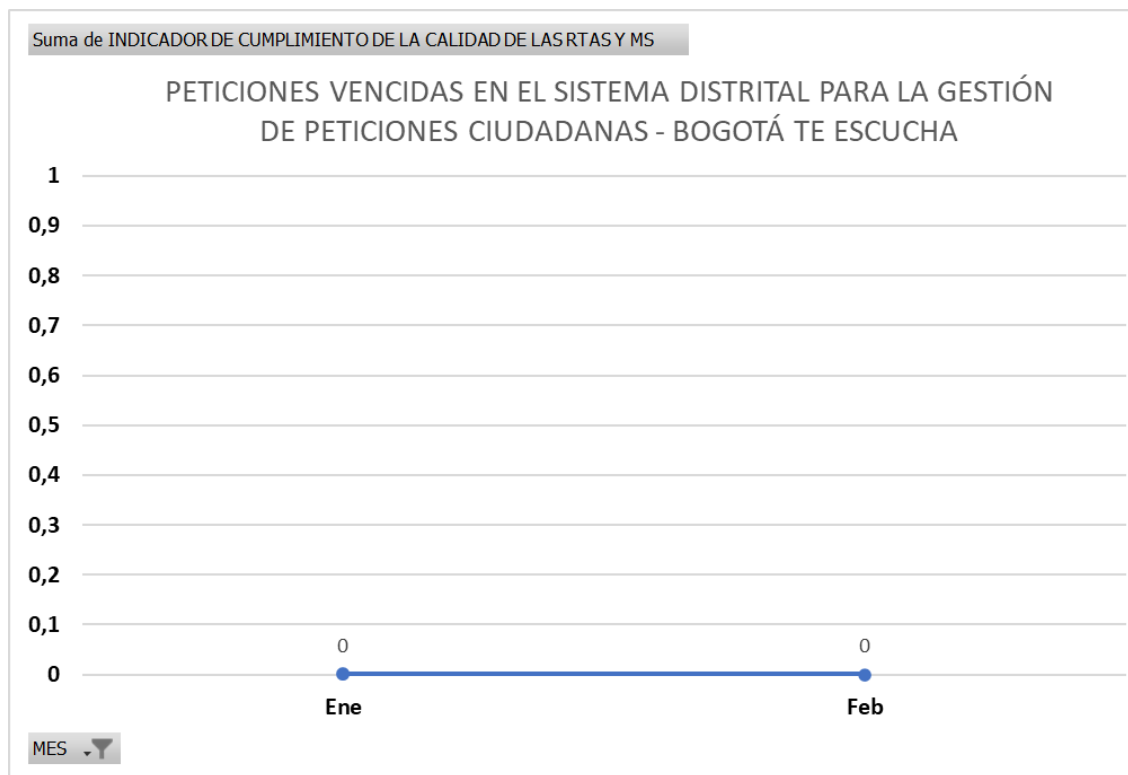 Suma de INDICADOR DE CUMPLIMIENTO DE LA CALIDAD DE LAS RTAS Y MS
PETICIONES VENCIDAS EN EL SISTEMA DISTRITAL PARA LA GESTIÓN
DE PETICIONES CIUDADANAS - BOGOTÁ TE ESCUCHA
1
0,9
0,8
0,7
0,6
0,5
0,4
0,3
0,2
0,1
0
0 0
Ene Feb
MES